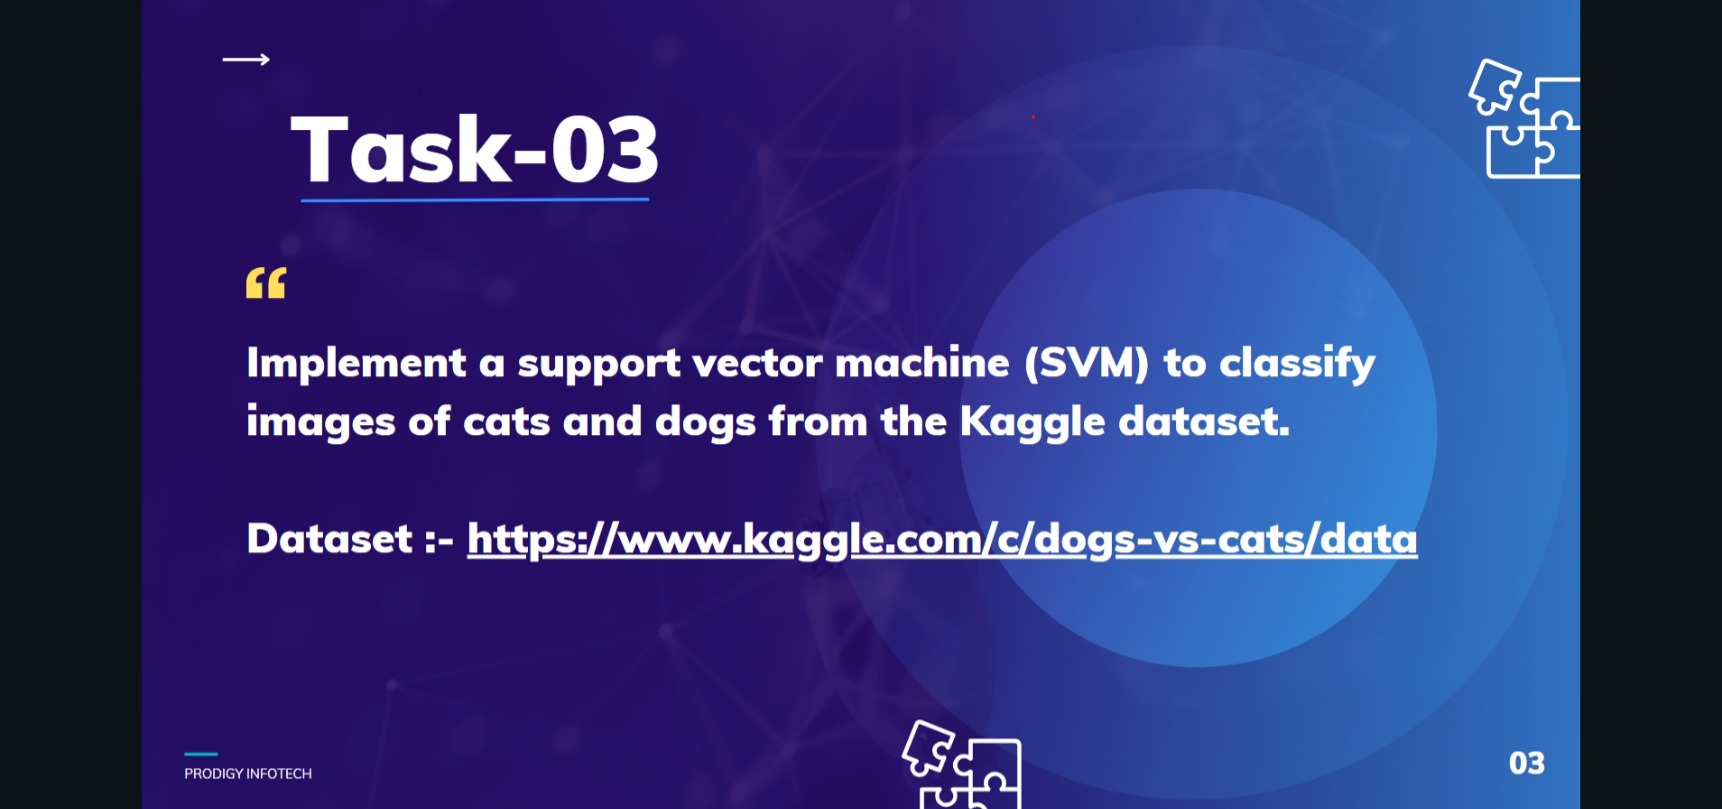 Task-03
“
Implement a support vector machine (SVM) to classify
images of cats and dogs from the Kaggle dataset.
Dataset :- https://www.kaggle.com/c/dogs-vs-cats/data
PRODIGY INFOTECH
03